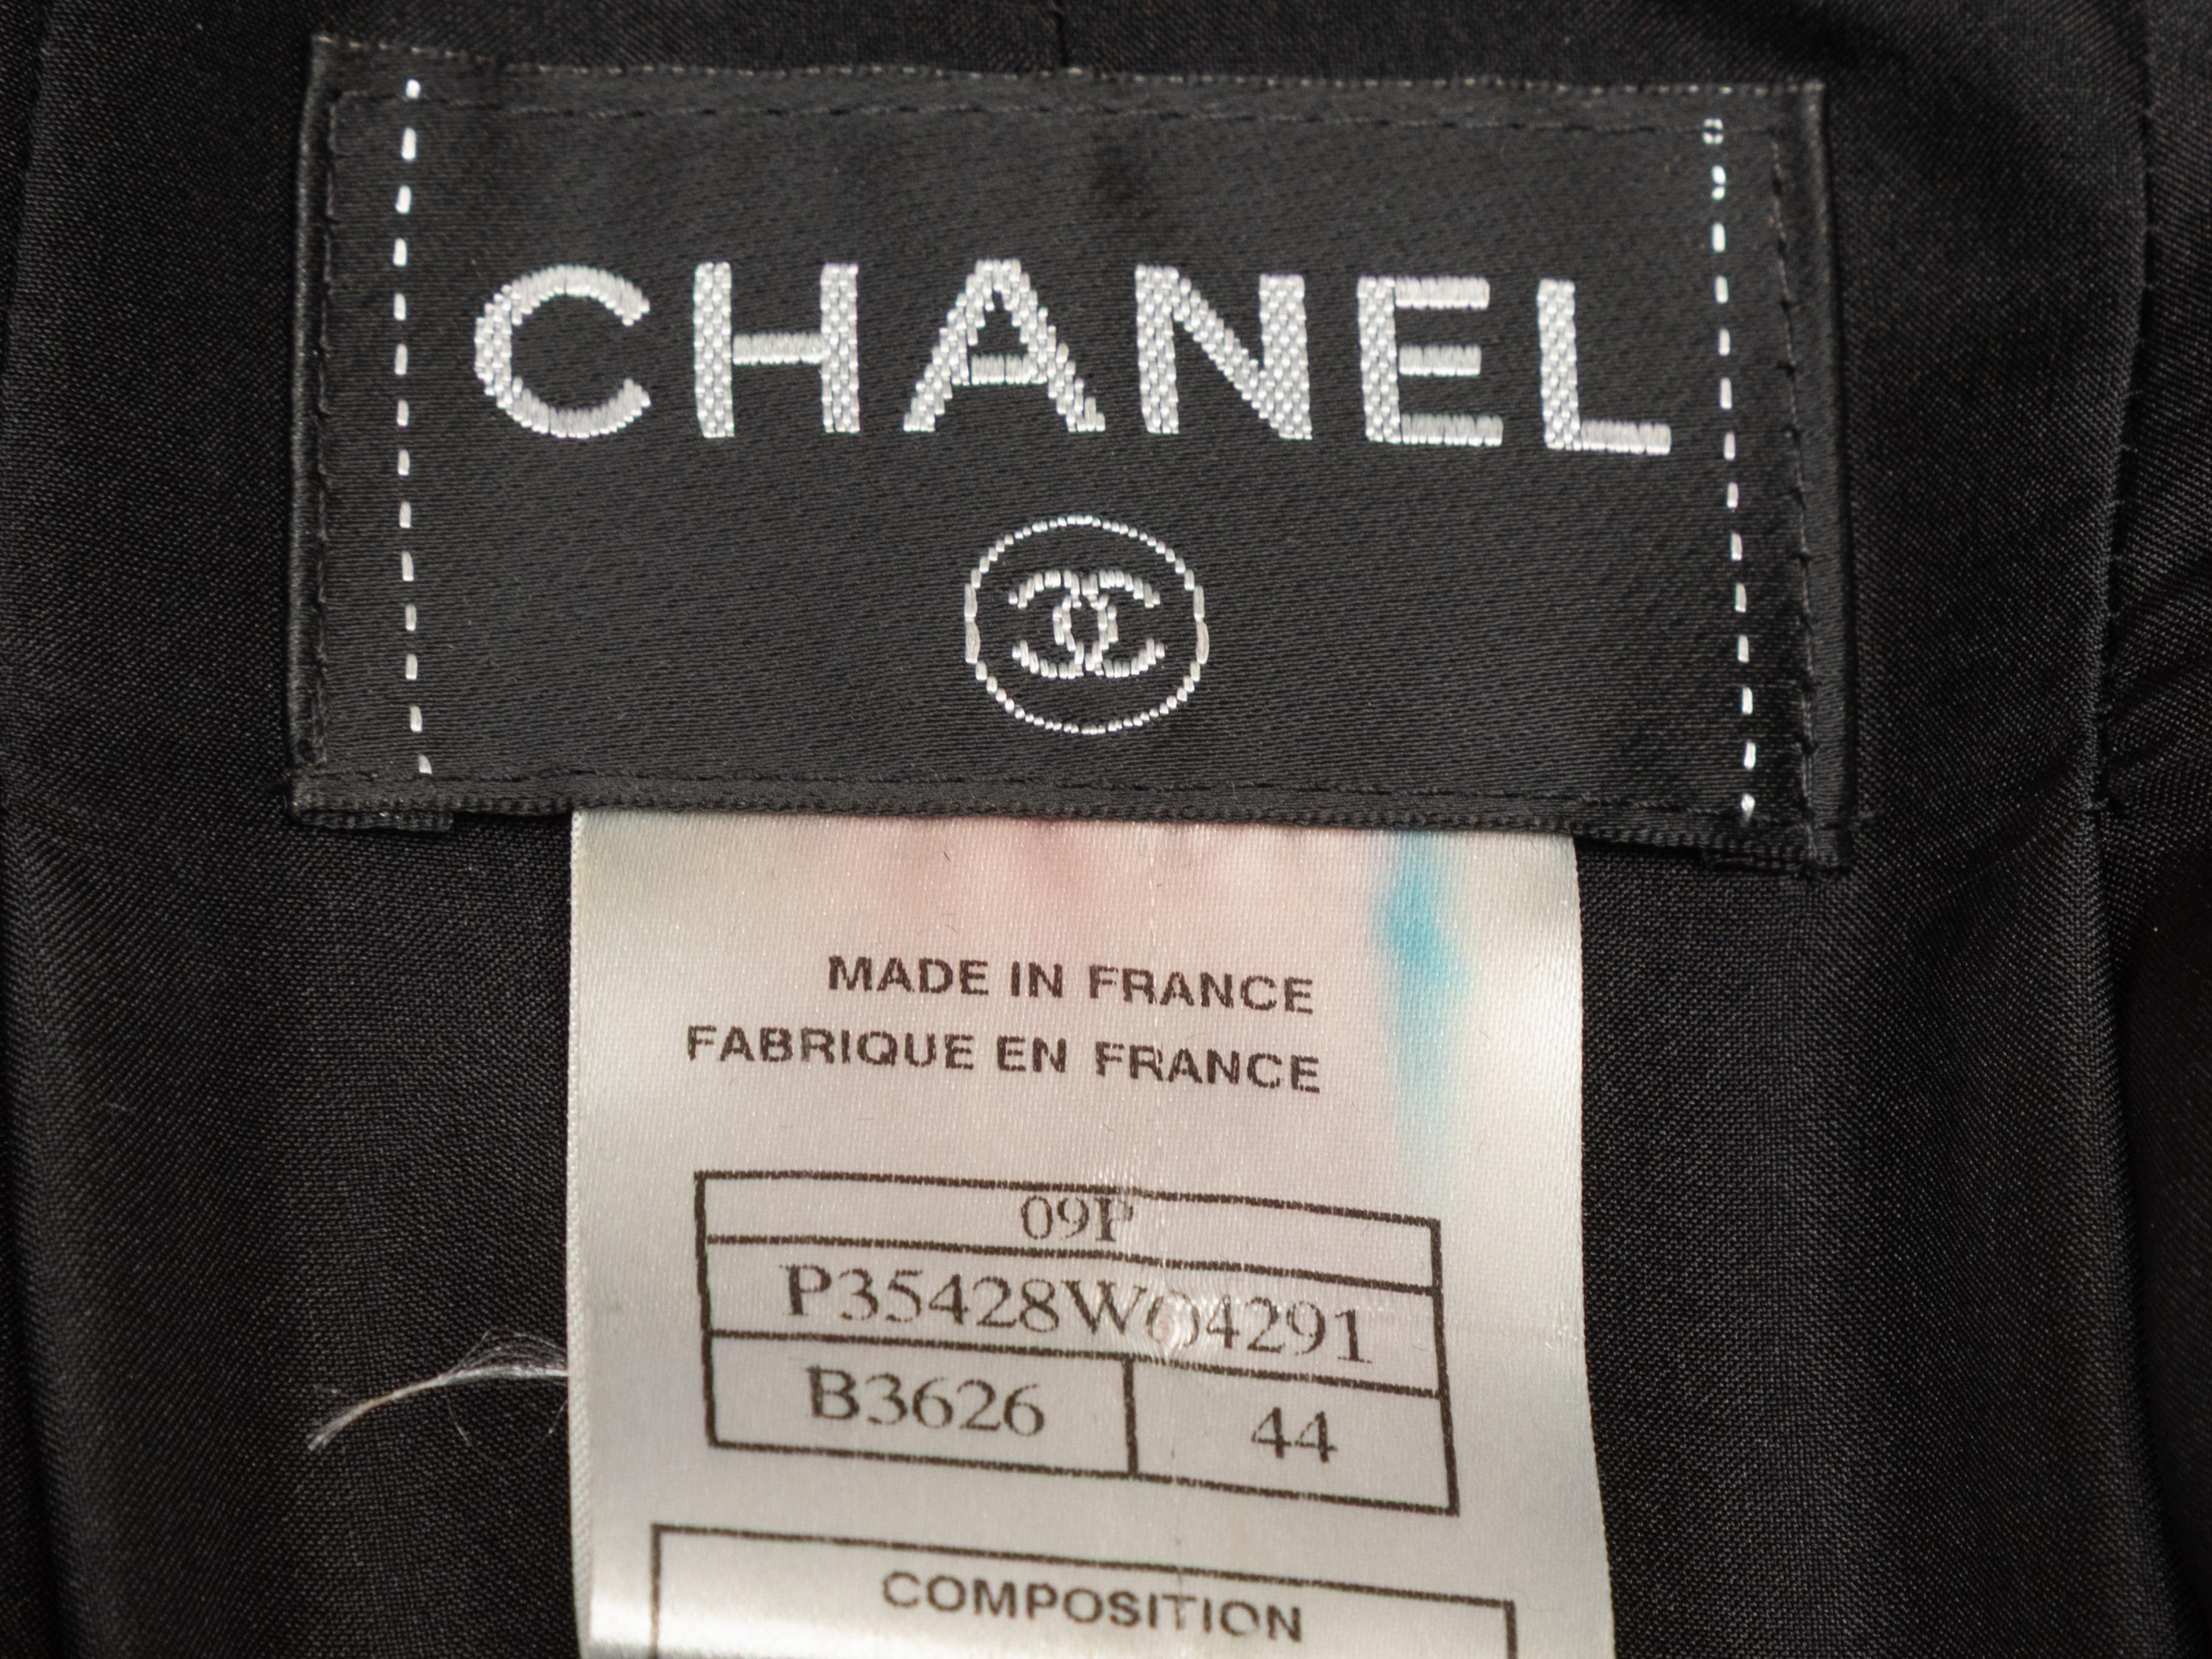 CHANEL
MADE IN FRANCE
FABRIQUE EN FRANCE
09P
P35428W04291
B3626 44
COMPOSITION